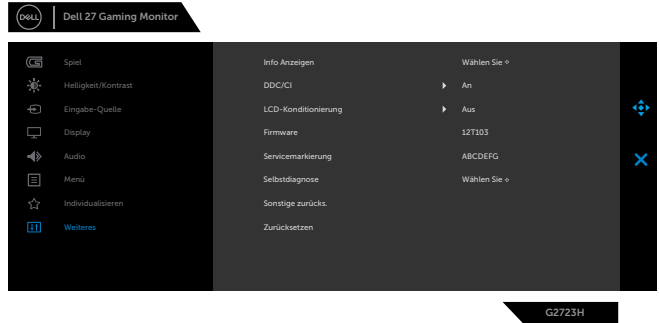 DELL Dell 27 Gaming Monitor
Spiel Info Anzeigen Wählen Sie
Helligkeit/Kontrast DDC/CI An
Eingabe-Quelle LCD-Konditionierung Aus
Display Firmware 12T103
Audio Servicemarkierung ABCDEFG
Menü Selbstdiagnose Wählen Sie
Individualisieren Sonstige zurücks.
Weiteres Zurücksetzen
G2723H